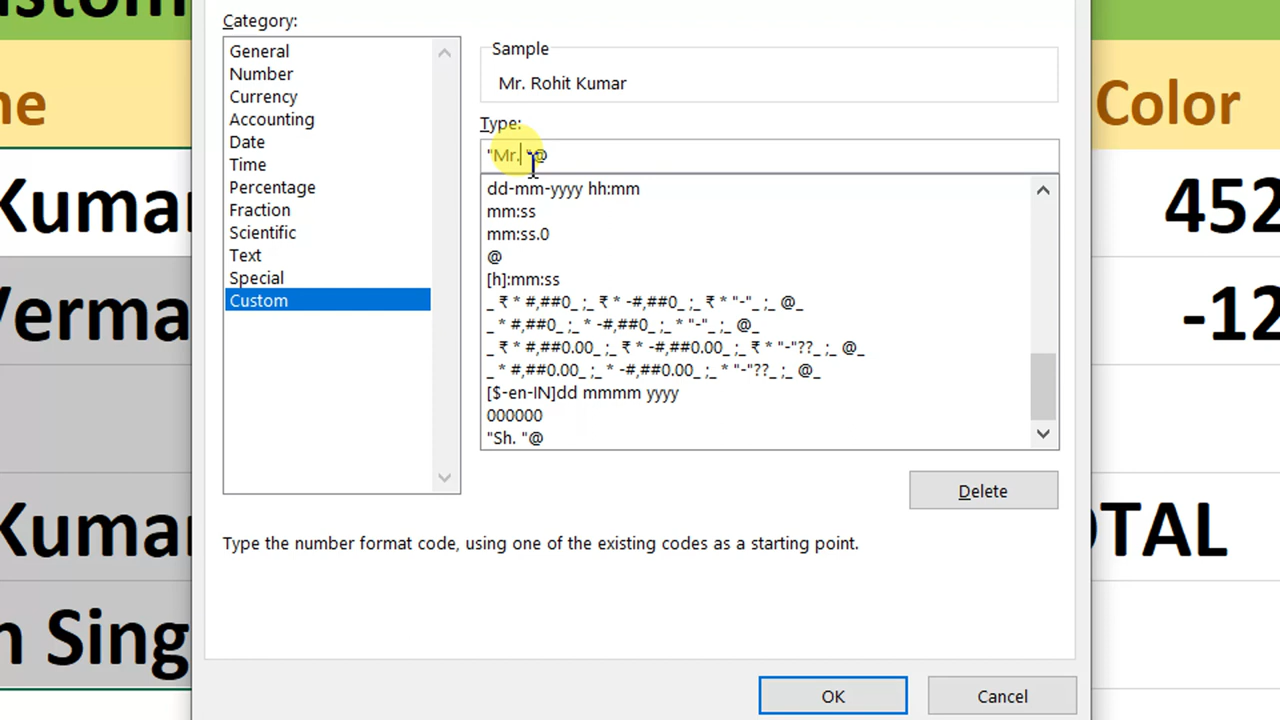 Category:
General
Number
Currency
Accounting
Date
Time
Percentage
Fraction
Scientific
Text
Special
Custom
Sample
Mr. Rohit Kumar
Type:
"Mr. "@
dd-mm-yyyy hh:mm
mm:ss
mm:ss.0
@
[h]:mm:ss
_ ₹ * #,##0_ ;_ ₹ * -#,##0_ ;_ ₹ * "-"_ ;_ @_
_ * #,##0_ ;_ * -#,##0_ ;_ * "-"_ ;_ @_
_ ₹ * #,##0.00_ ;_ ₹ * -#,##0.00_ ;_ ₹ * "-"??_ ;_ @_
_ * #,##0.00_ ;_ * -#,##0.00_ ;_ * "-"??_ ;_ @_
[$-en-IN]dd mmmm yyyy
000000
"Sh. "@
Delete
Type the number format code, using one of the existing codes as a starting point.
OK
Cancel
Color
Kumar
452
Verma
-12
Kumar
OTAL
n Sing